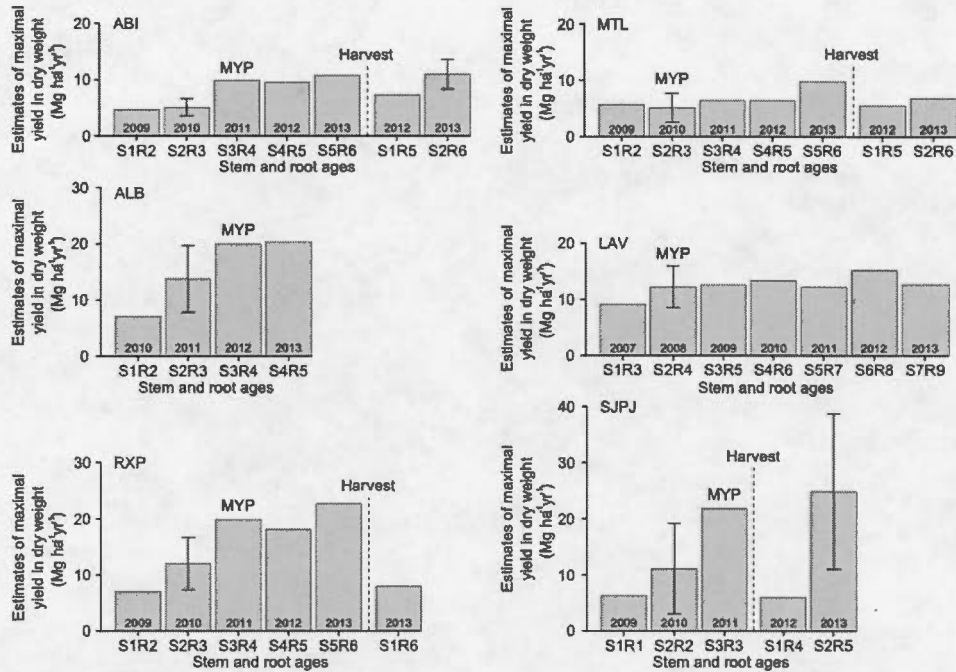 ABI
Estimates of maximal
yield in dry weight
(Mg ha⁻¹yr⁻¹)
20
10
0
MYP
Harvest
2009 2010 2011 2012 2013 2012 2013
S1R2 S2R3 S3R4 S4R5 S5R6 S1R5 S2R6
Stem and root ages
MTL
Estimates of maximal
yield in dry weight
(Mg ha⁻¹yr⁻¹)
20
10
0
MYP
Harvest
2009 2010 2011 2012 2013 2012 2013
S1R2 S2R3 S3R4 S4R5 S5R6 S1R5 S2R6
Stem and root ages
ALB
Estimates of maximal
yield in dry weight
(Mg ha⁻¹yr⁻¹)
30
20
10
0
MYP
2010 2011 2012 2013
S1R2 S2R3 S3R4 S4R5
Stem and root ages
LAV
Estimates of maximal
yield in dry weight
(Mg ha⁻¹yr⁻¹)
20
10
0
MYP
2007 2008 2009 2010 2011 2012 2013
S1R3 S2R4 S3R5 S4R6 S5R7 S6R8 S7R9
Stem and root ages
RXP
Estimates of maximal
yield in dry weight
(Mg ha⁻¹yr⁻¹)
30
20
10
0
MYP
Harvest
2009 2010 2011 2012 2013 2013
S1R2 S2R3 S3R4 S4R5 S5R6 S1R6
Stem and root ages
SJPJ
Estimates of maximal
yield in dry weight
(Mg ha⁻¹yr⁻¹)
40
30
20
10
0
MYP
Harvest
2009 2010 2011 2012 2013
S1R1 S2R2 S3R3 S1R4 S2R5
Stem and root ages